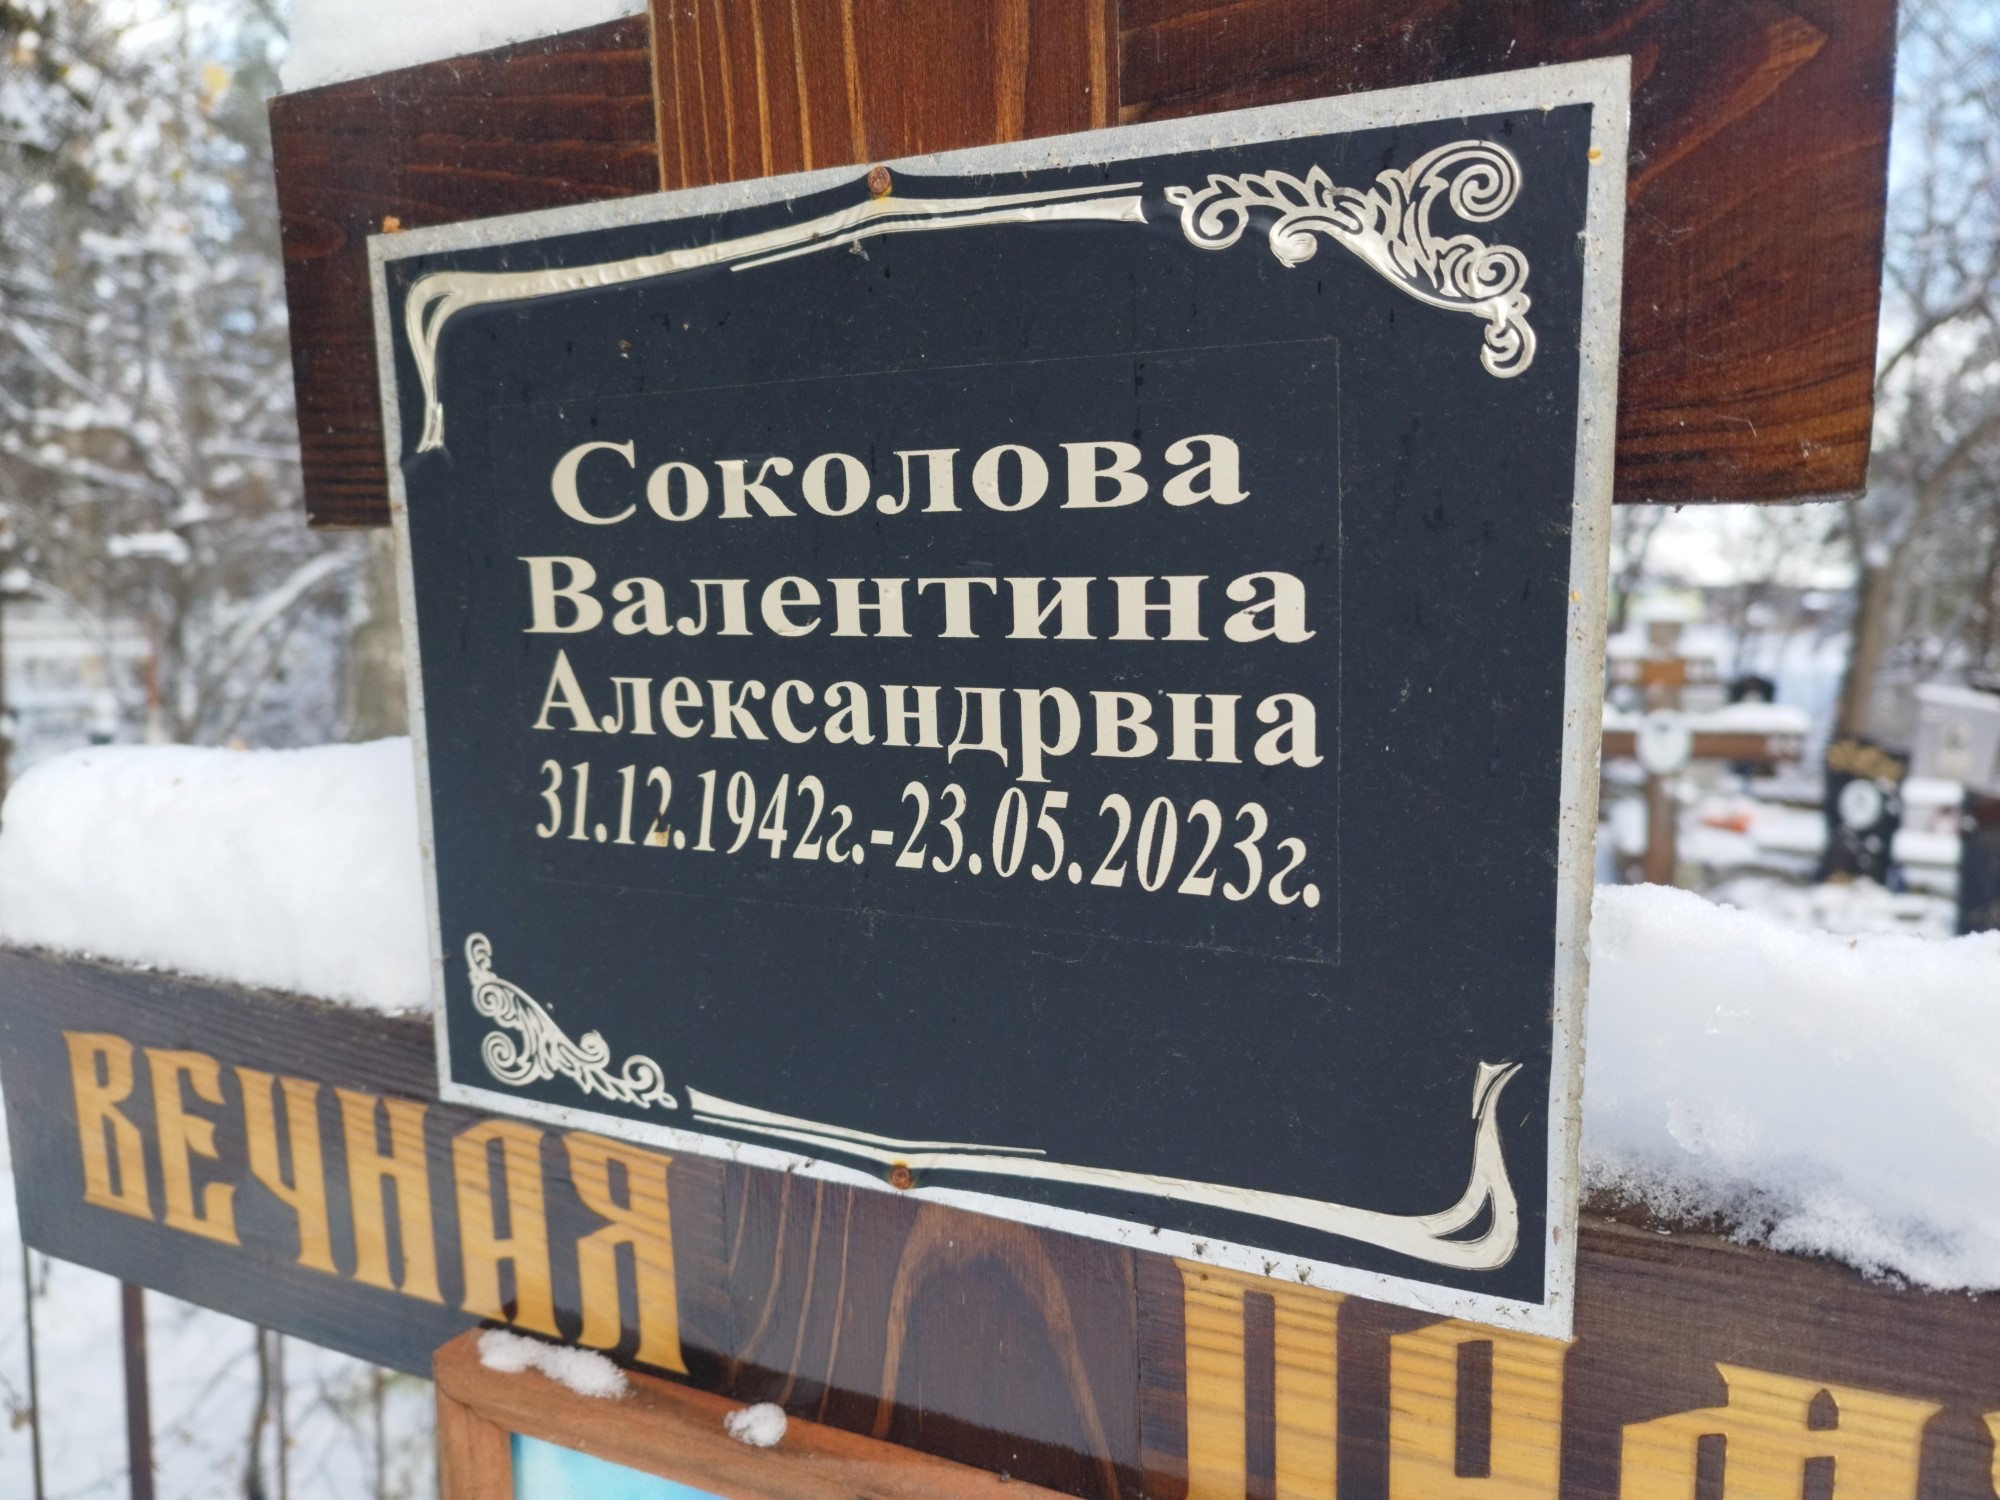 Соколова
Валентина
Александрвна
31.12.1942г.-23.05.2023г.
ВЕЧНАЯ